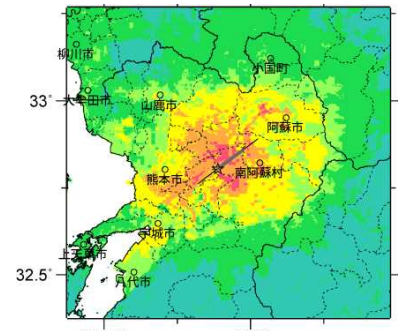 柳川市
小国町
大牟田市
山鹿市
33°
阿蘇市
南阿蘇村
熊本市
宇城市
上天草市
八代市
32.5°